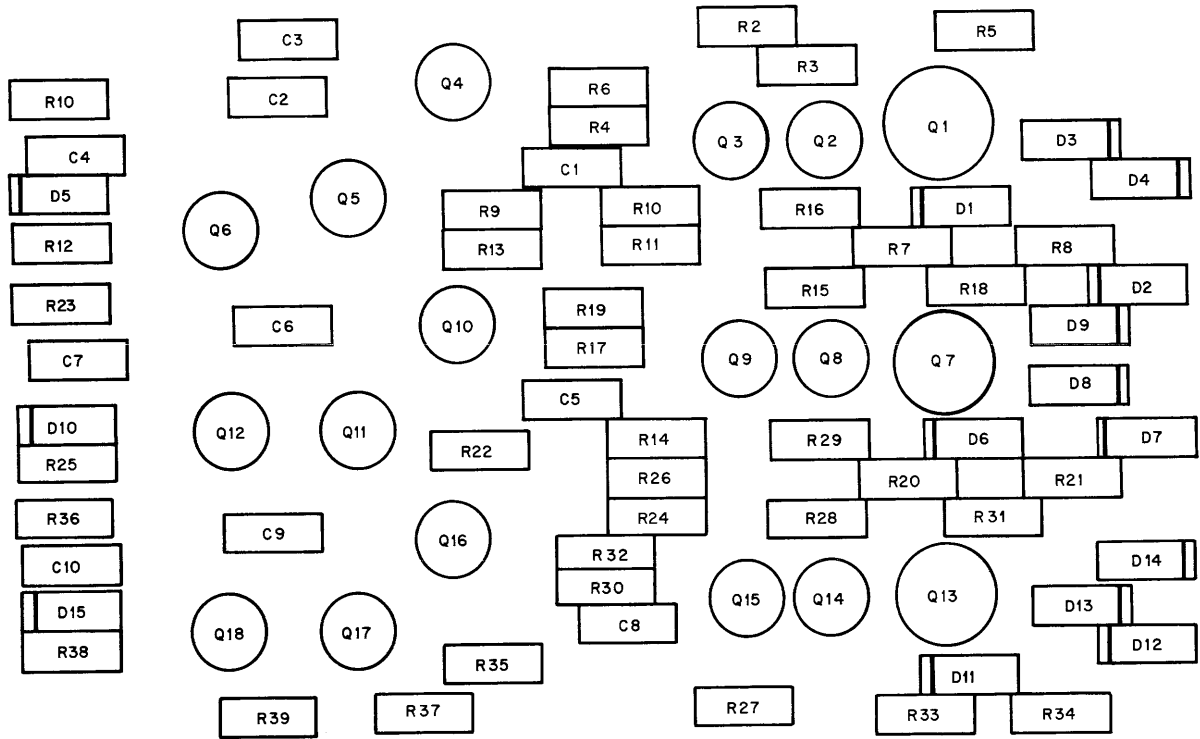 R2
R5
C3
R3
Q4
R6
C2
R10
R4
Q1
Q3
Q2
D3
C4
C1
D4
D5
Q5
R9
R10
R16
D1
Q6
R12
R13
R11
R7
R8
R15
R18
D2
R23
R19
C6
Q10
D9
R17
C7
Q9
Q8
Q7
D8
C5
D10
Q12
Q11
R14
R29
D6
D7
R22
R25
R26
R20
R21
R36
R24
R28
R31
C9
Q16
R32
D14
C10
R30
Q15
Q14
Q13
D13
D15
C8
Q18
Q17
D12
R38
R35
D11
R27
R39
R37
R33
R34